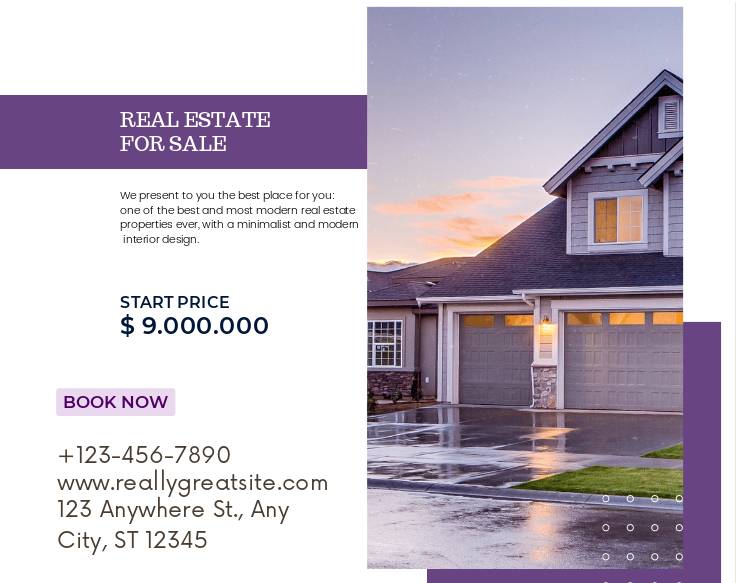 REAL ESTATE
FOR SALE
We present to you the best place for you:
one of the best and most modern real estate
properties ever, with a minimalist and modern
interior design.
START PRICE
$ 9.000.000
BOOK NOW
+123-456-7890
www.reallygreatsite.com
123 Anywhere St., Any
City, ST 12345